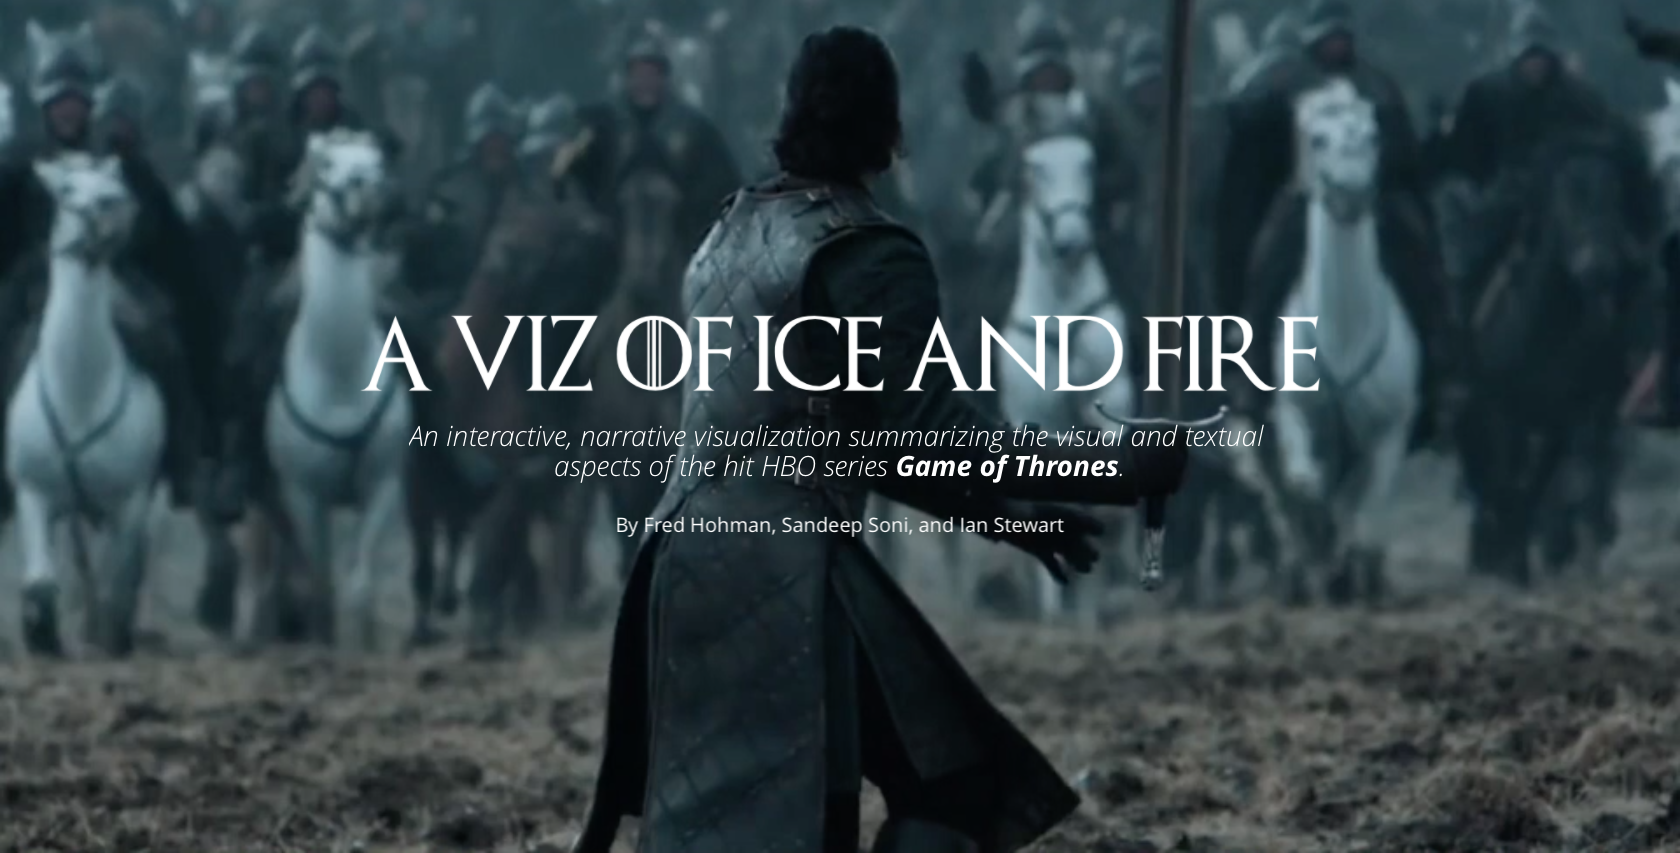 A VIZ OF ICE AND FIRE
An interactive, narrative visualization summarizing the visual and textual
aspects of the hit HBO series Game of Thrones.
By Fred Hohman, Sandeep Soni, and Ian Stewart